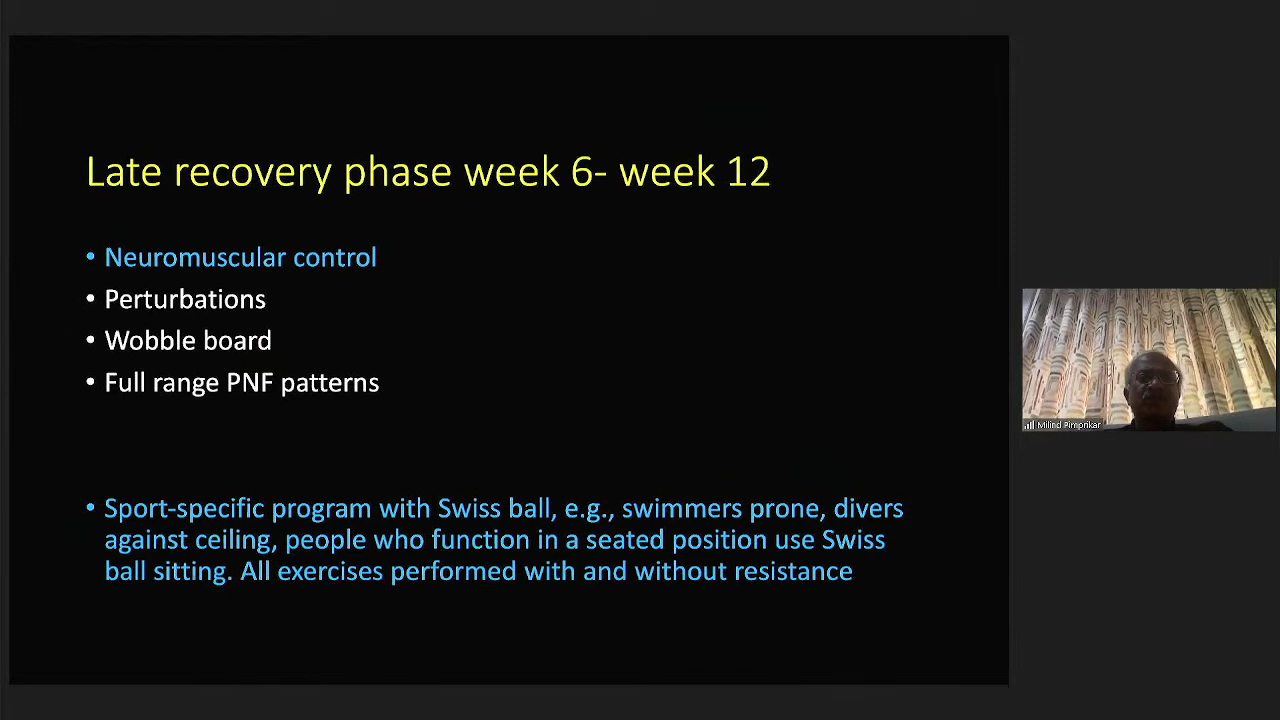 Late recovery phase week 6- week 12
• Neuromuscular control
• Perturbations
• Wobble board
• Full range PNF patterns
• Sport-specific program with Swiss ball, e.g., swimmers prone, divers
against ceiling, people who function in a seated position use Swiss
ball sitting. All exercises performed with and without resistance
Milind Pimprikar